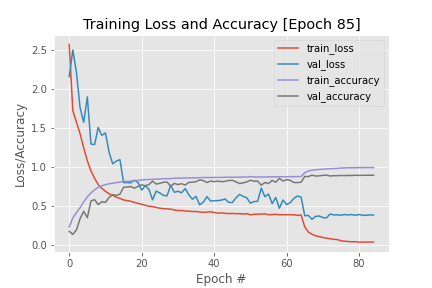 Training Loss and Accuracy [Epoch 85]
train_loss
val_loss
train_accuracy
val_accuracy
Loss/Accuracy
2.5
2.0
1.5
1.0
0.5
0.0
0 20 40 60 80
Epoch #